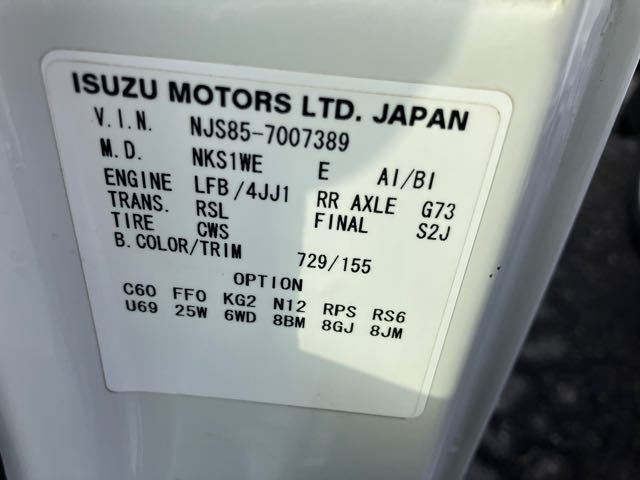 ISUZU MOTORS LTD. JAPAN
V.I.N. NJS85-7007389
M.D. NKS1WE E AI/BI
ENGINE LFB/4JJ1 RR AXLE G73
TRANS. RSL FINAL S2J
TIRE CWS
B.COLOR/TRIM 729/155
OPTION
C60 FF0 KG2 N12 RPS RS6
U69 25W 6WD 8BM 8GJ 8JM